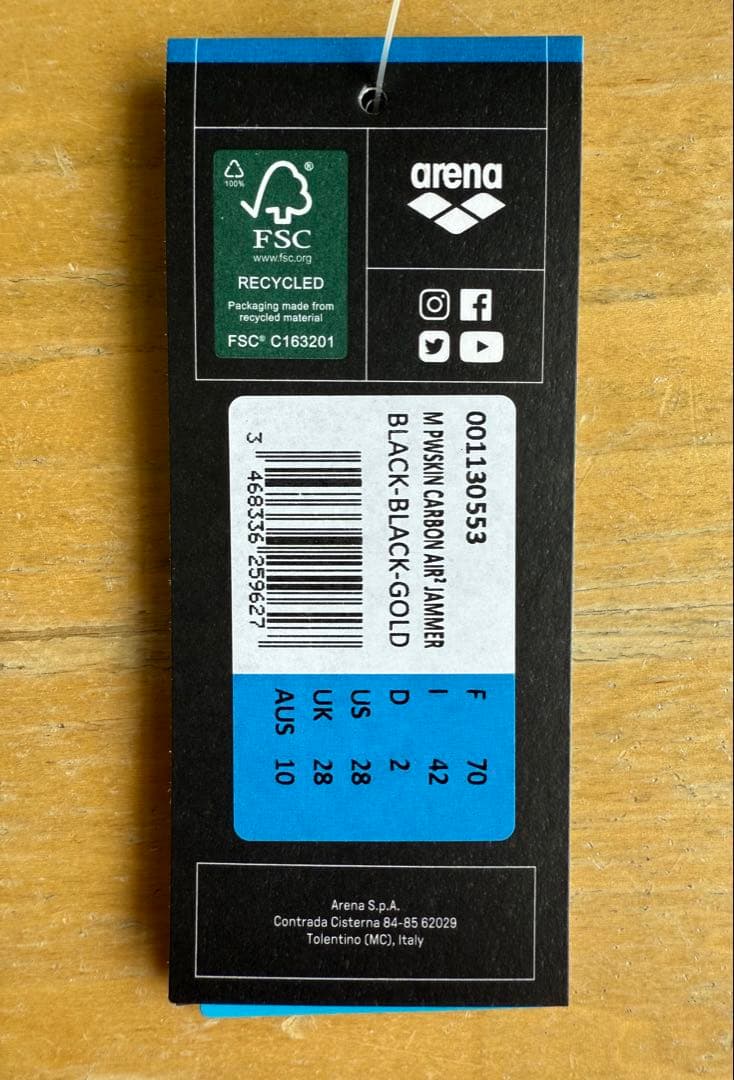 100%
®
FSC
www.fsc.org
RECYCLED
Packaging made from
recycled material
FSC® C163201
arena
001130553
M PWSKIN CARBON AIR² JAMMER
BLACK-BLACK-GOLD
3 468336 259627
F 70
I 42
D 2
US 28
UK 28
AUS 10
Arena S.p.A.
Contrada Cisterna 84-85 62029
Tolentino (MC), Italy